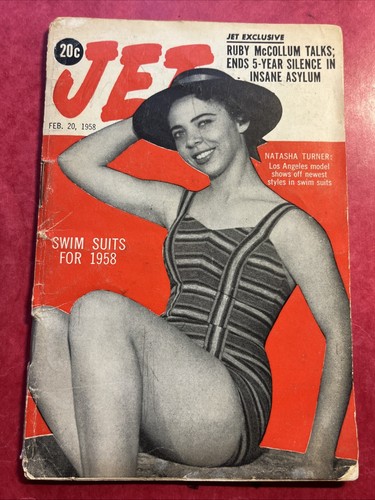 20c
JET
FEB. 20, 1958
JET EXCLUSIVE
RUBY McCOLLUM TALKS;
ENDS 5-YEAR SILENCE IN
INSANE ASYLUM
NATASHA TURNER:
Los Angeles model
shows off newest
styles in swim suits
SWIM SUITS
FOR 1958